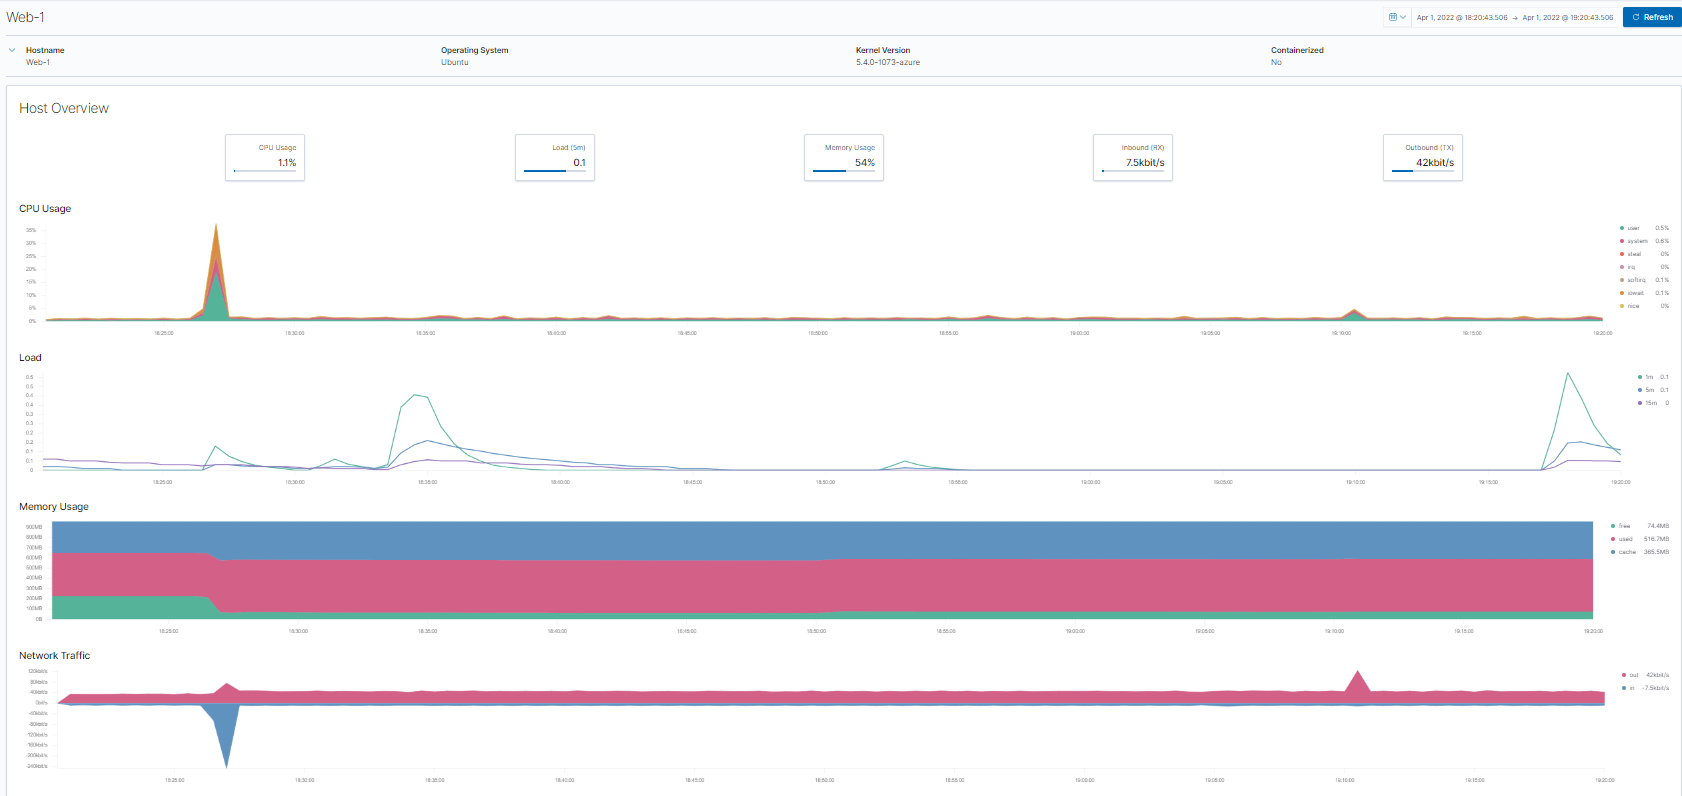 Web-1
Apr 1, 2022 @ 18:20:43.506 → Apr 1, 2022 @ 19:20:43.506 Refresh
Hostname Operating System Kernel Version Containerized
Web-1 Ubuntu 5.4.0-1073-azure No
Host Overview
CPU Usage Load (5m) Memory Usage Inbound (RX) Outbound (TX)
1.1% 0.1 54% 7.5kbit/s 42kbit/s
CPU Usage
35%
30%
25%
20%
15%
10%
5%
0%
18:25:00 18:30:00 18:35:00 18:40:00 18:45:00 18:50:00 18:55:00 19:00:00 19:05:00 19:10:00 19:15:00 19:20:00
user 0.5%
system 0.6%
steal 0%
irq 0%
softirq 0.1%
iowait 0.1%
nice 0%
Load
0.6
0.5
0.4
0.4
0.3
0.3
0.2
0.2
0.1
0.1
0
18:25:00 18:30:00 18:35:00 18:40:00 18:45:00 18:50:00 18:55:00 19:00:00 19:05:00 19:10:00 19:15:00 19:20:00
1m 0.1
5m 0.1
15m 0
Memory Usage
900MB
800MB
700MB
600MB
500MB
400MB
300MB
200MB
100MB
0B
18:25:00 18:30:00 18:35:00 18:40:00 18:45:00 18:50:00 18:55:00 19:00:00 19:05:00 19:10:00 19:15:00 19:20:00
free 74.4MB
used 516.7MB
cache 365.5MB
Network Traffic
120kbit/s
80kbit/s
40kbit/s
0bit/s
-40kbit/s
-80kbit/s
-120kbit/s
-160kbit/s
-200kbit/s
-240kbit/s
18:25:00 18:30:00 18:35:00 18:40:00 18:45:00 18:50:00 18:55:00 19:00:00 19:05:00 19:10:00 19:15:00 19:20:00
out 42kbit/s
in -7.5kbit/s